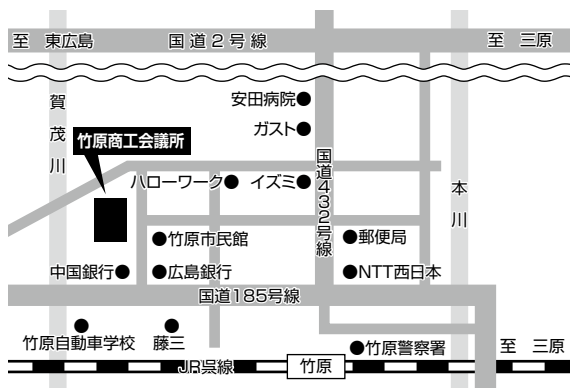 至 東広島
国道2号線
至 三原
賀茂川
安田病院
ガスト
竹原商工会議所
国道432号線
ハローワーク
イズミ
本川
竹原市民館
郵便局
中国銀行
広島銀行
NTT西日本
国道185号線
竹原自動車学校
藤三
竹原警察署
至 三原
JR呉線
竹原